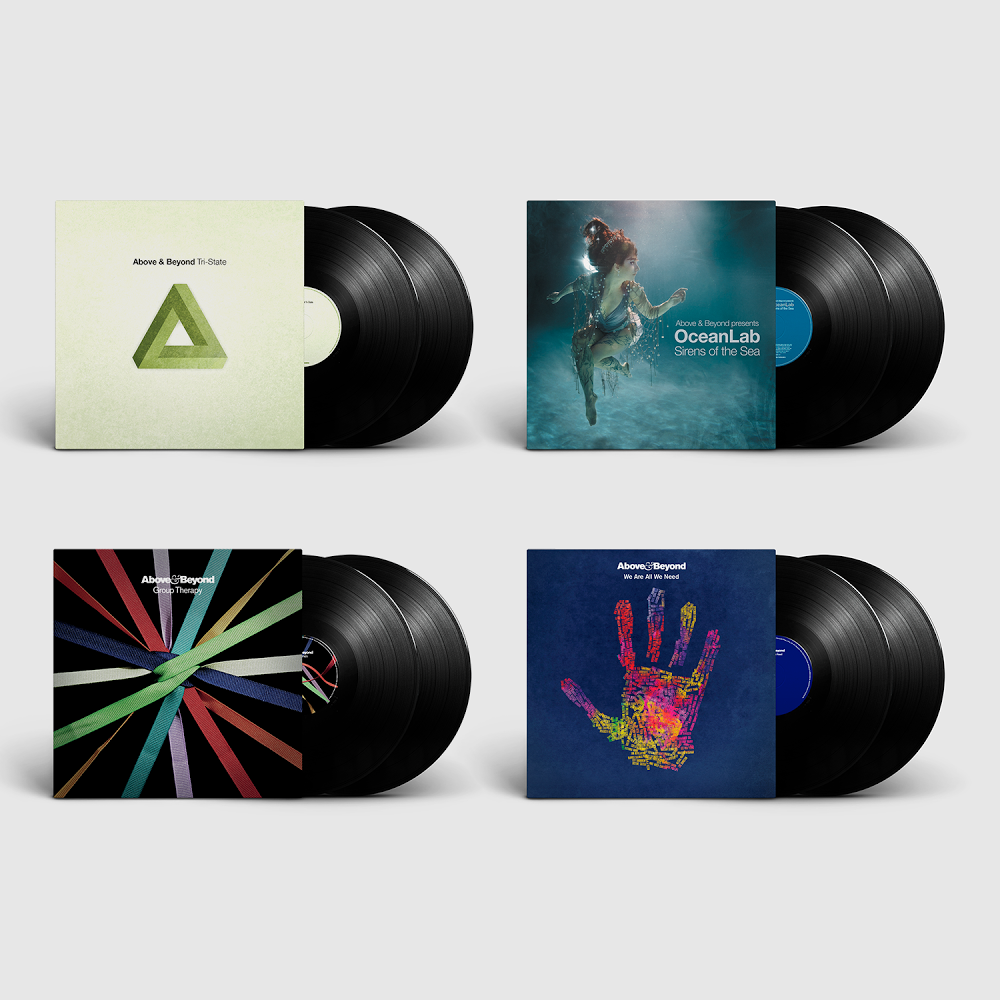 Above & Beyond Tri-State
Above & Beyond presents
OceanLab
Sirens of the Sea
Above & Beyond
Group Therapy
Above & Beyond
We Are All We Need